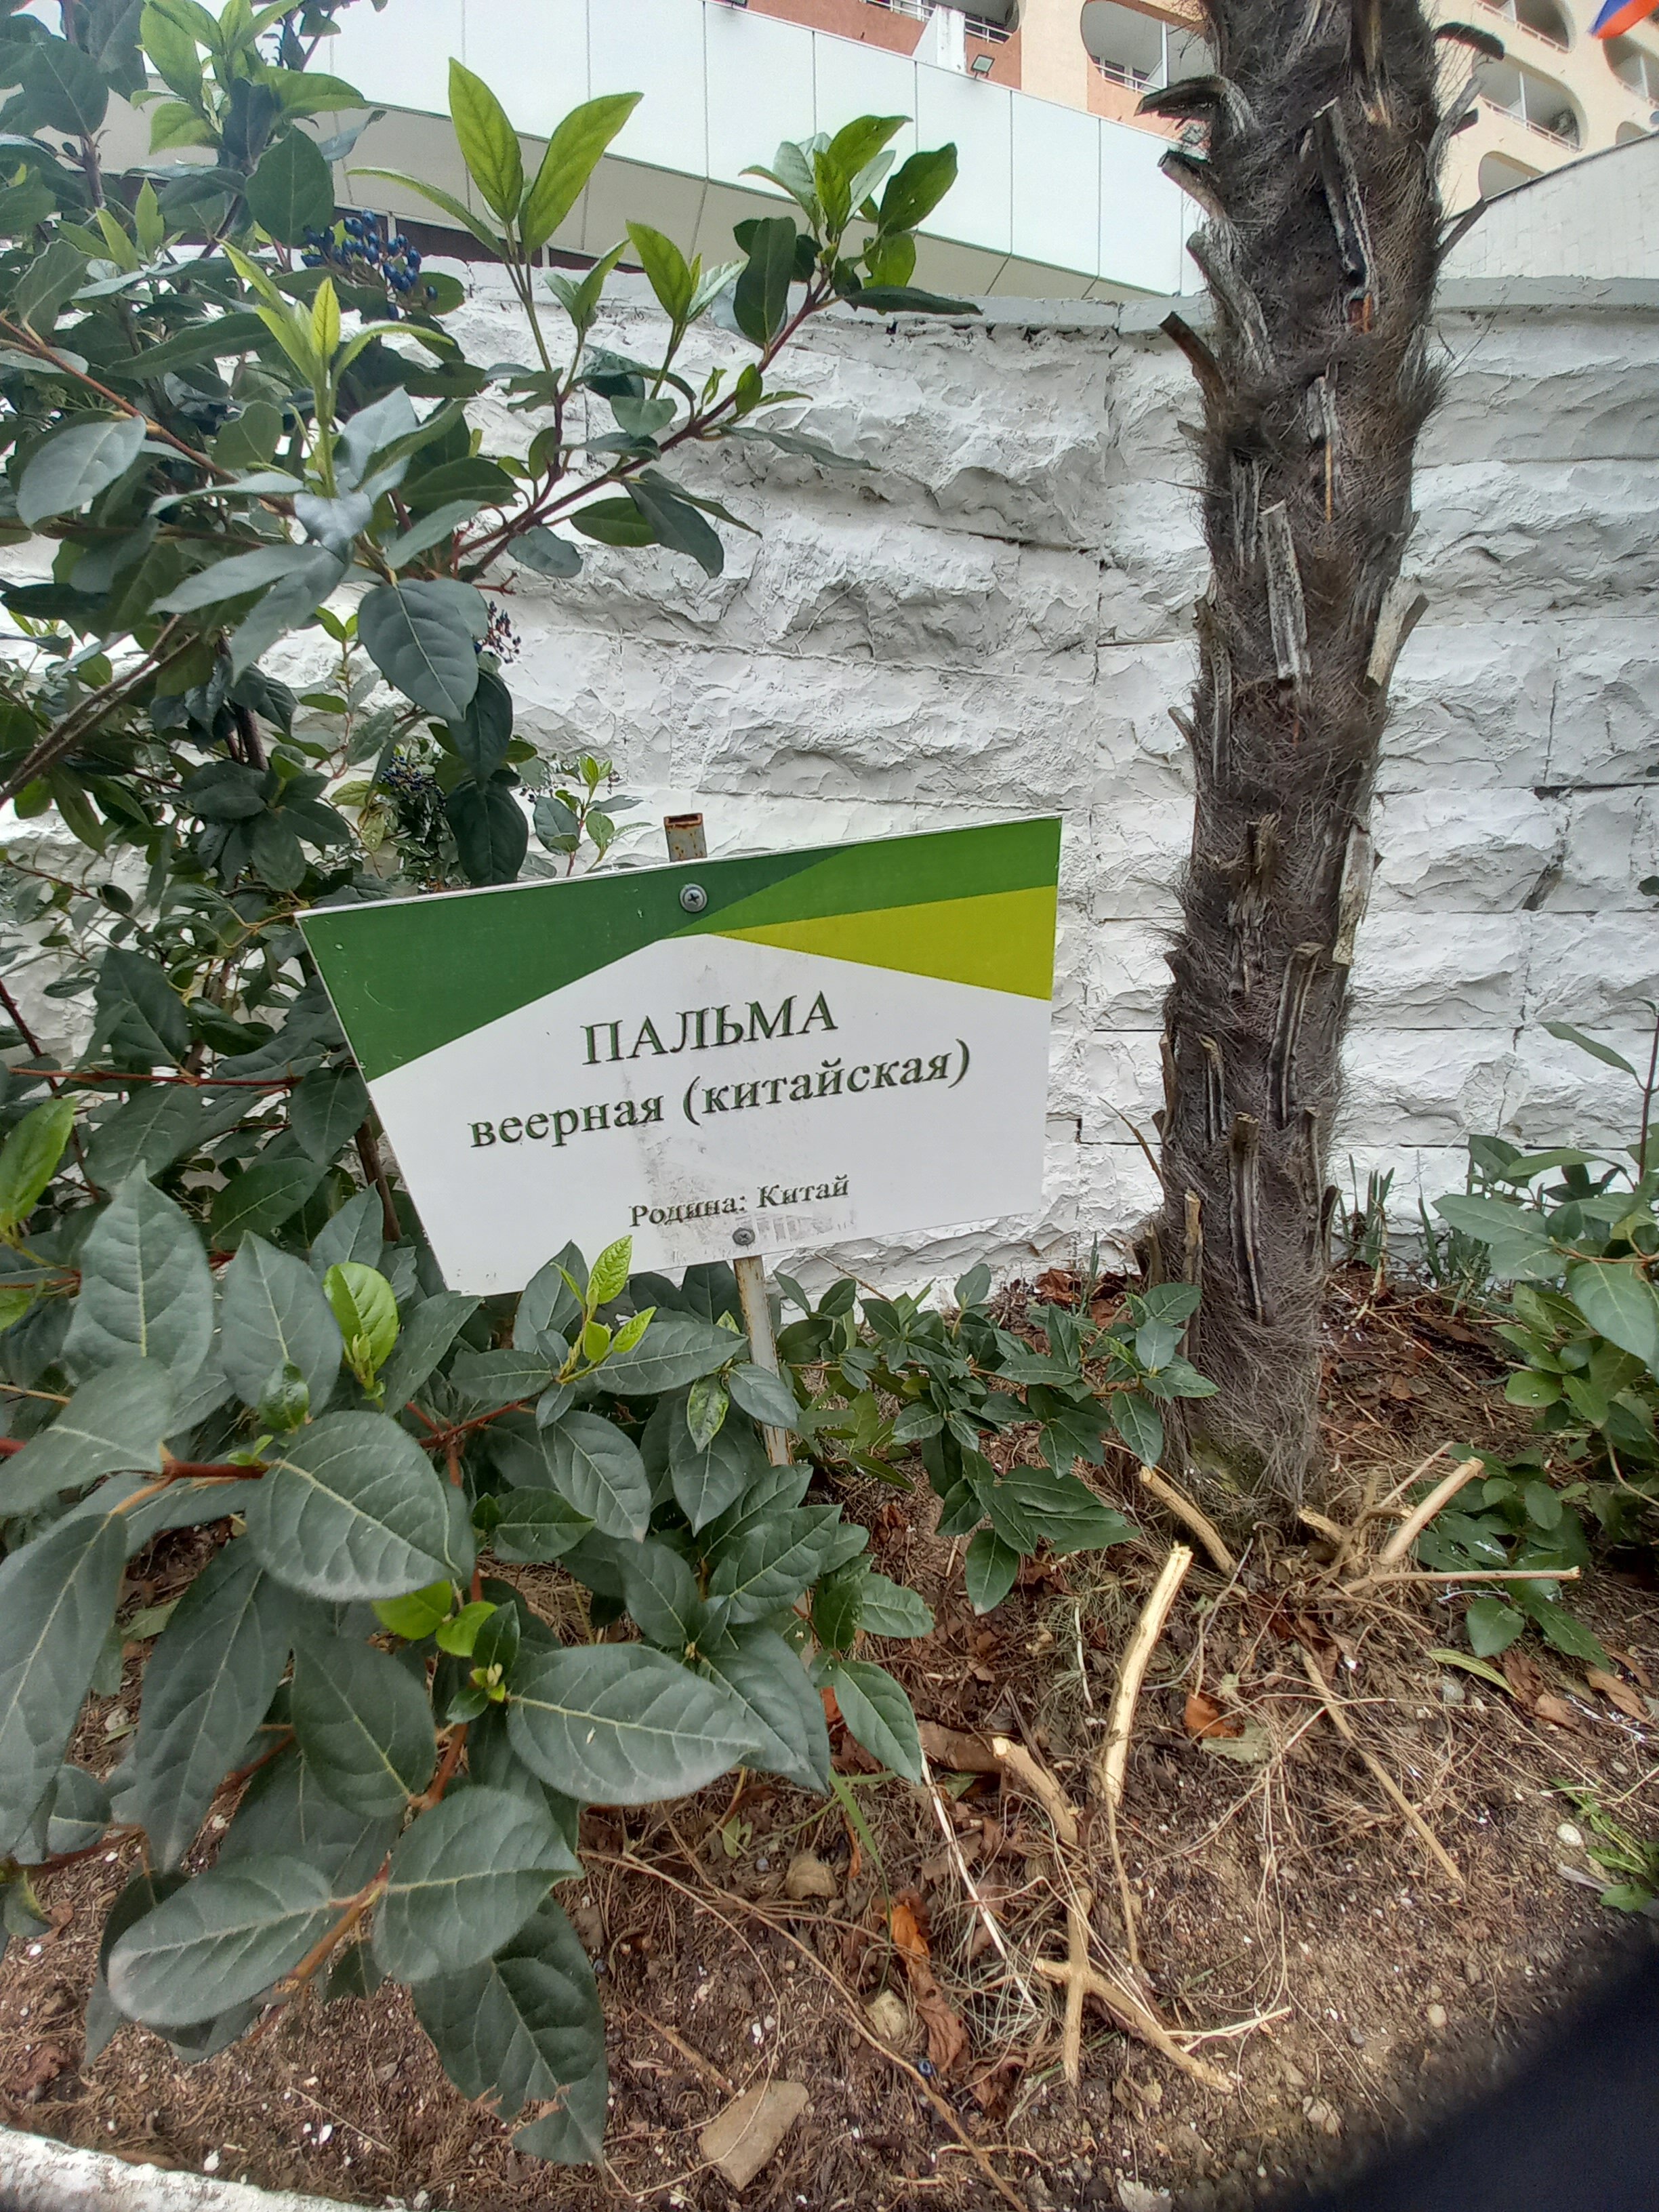 ПАЛЬМА
веерная (китайская)
Родина: Китай